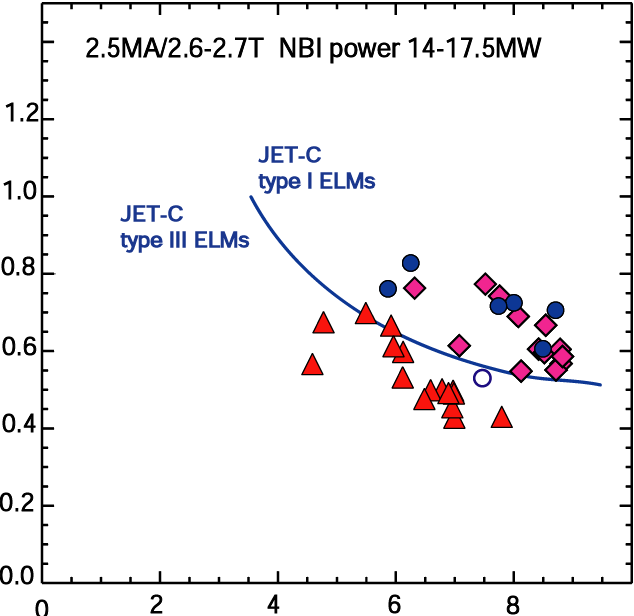 2.5MA/2.6-2.7T NBI power 14-17.5MW
1.2
JET-C
type I ELMs
1.0
JET-C
type III ELMs
0.8
0.6
0.4
0.2
0.0
0 2 4 6 8